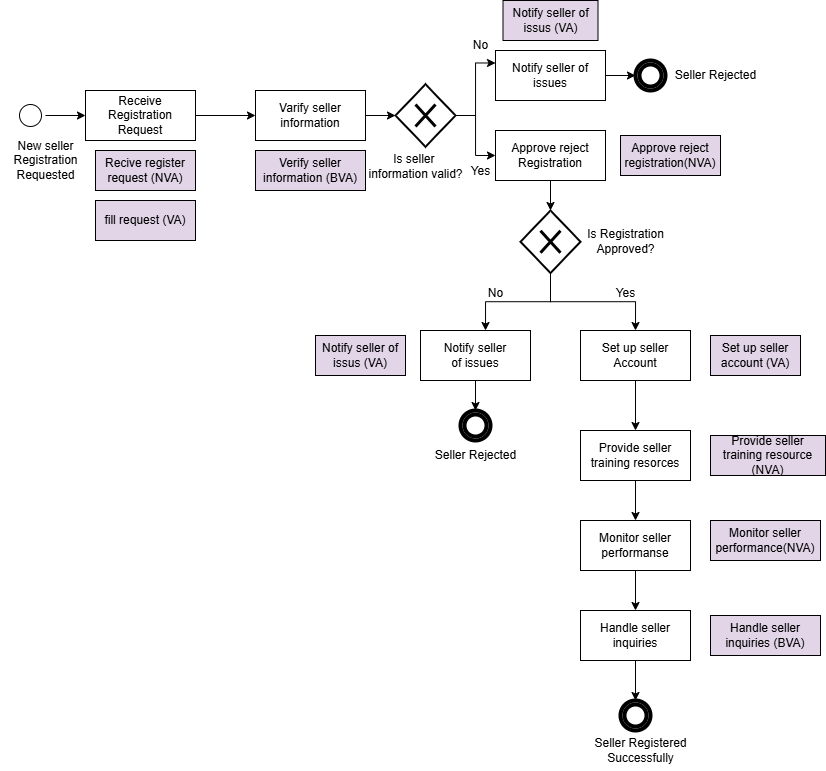 Notify seller of
issus (VA)
No
Notify seller of
issues
Seller Rejected
Receive
Registration
Request
Varify seller
information
New seller
Registration
Requested
Is seller
information valid?
Yes
Approve reject
Registration
Approve reject
registration(NVA)
Recive register
request (NVA)
Verify seller
information (BVA)
fill request (VA)
Is Registration
Approved?
No
Yes
Notify seller of
issus (VA)
Notify seller
of issues
Set up seller
Account
Set up seller
account (VA)
Seller Rejected
Provide seller
training resorces
Provide seller
training resource
(NVA)
Monitor seller
performanse
Monitor seller
performance(NVA)
Handle seller
inquiries
Handle seller
inquiries (BVA)
Seller Registered
Successfully